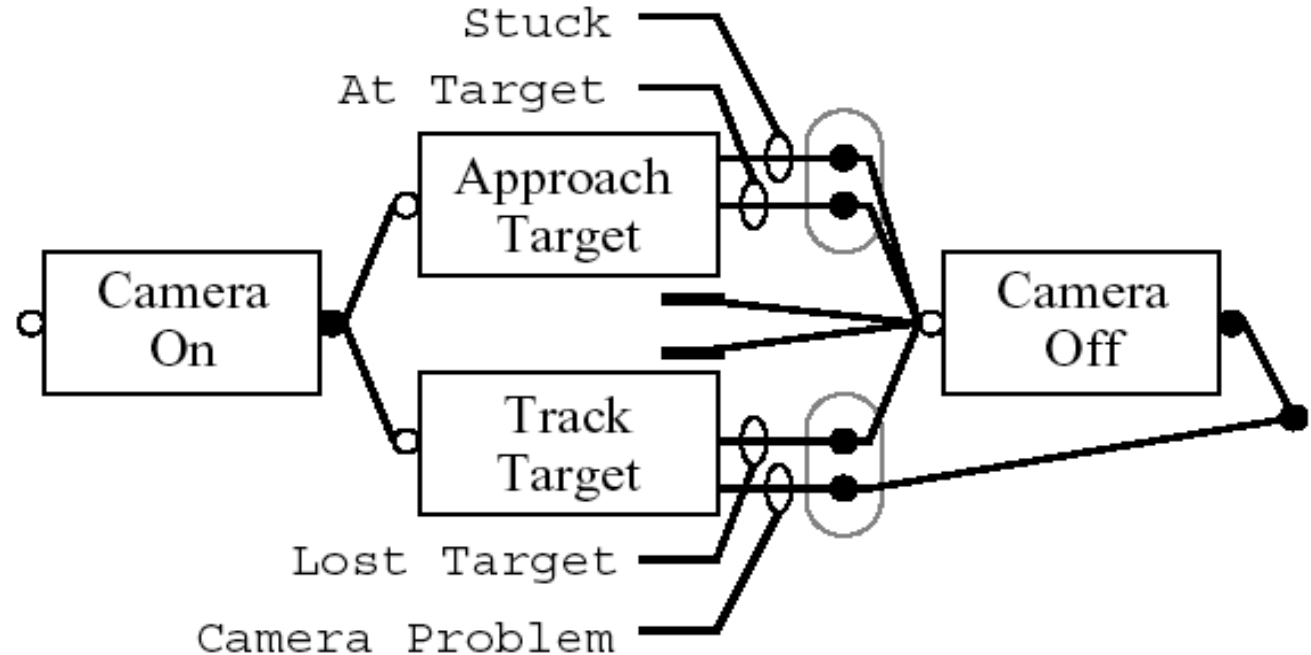 Stuck
At Target
Approach
Target
Camera
On
Camera
Off
Track
Target
Lost Target
Camera Problem